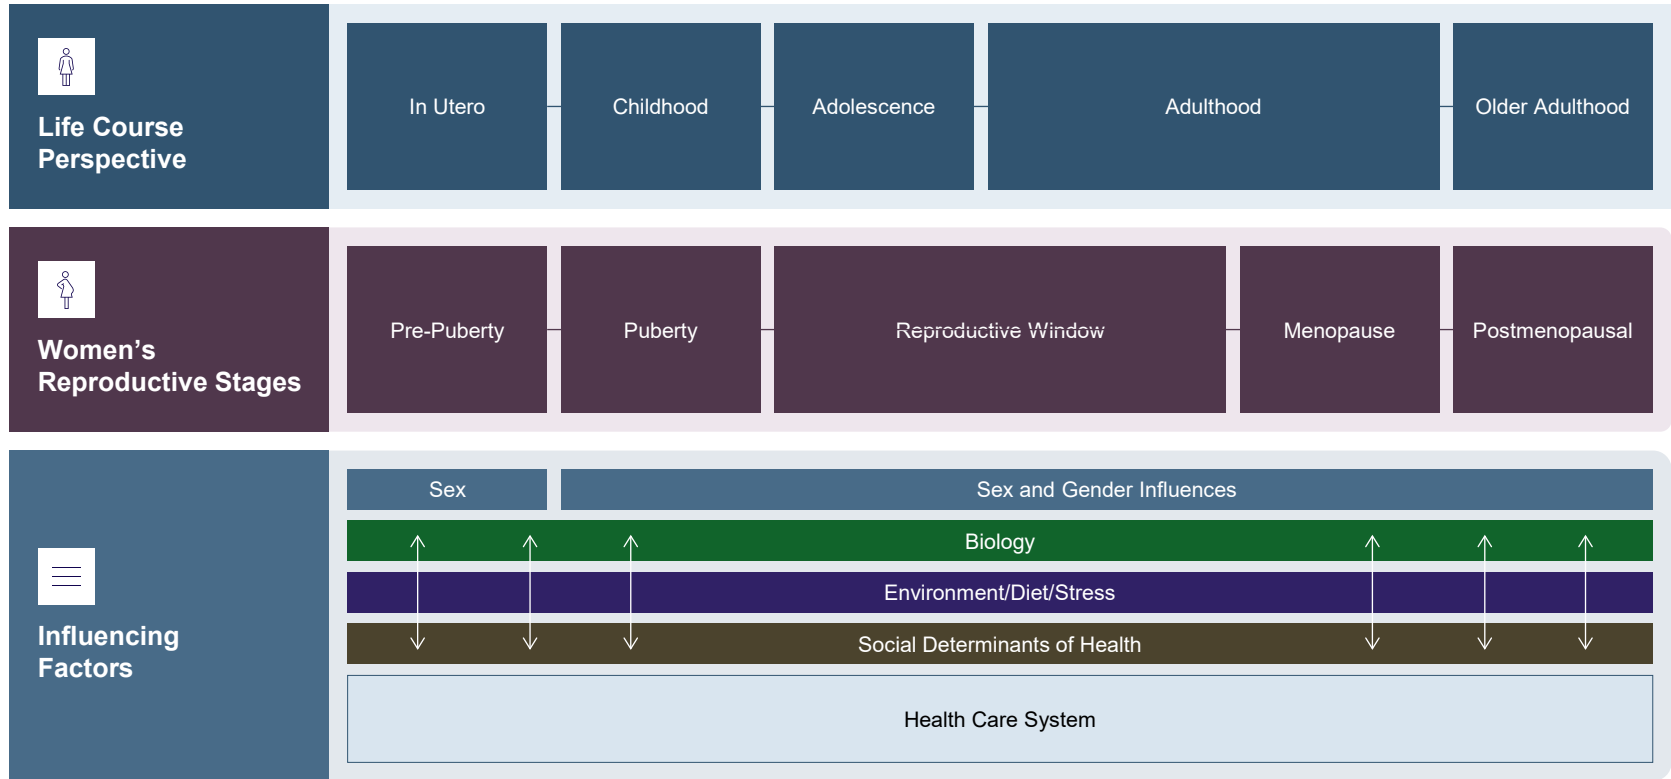 Life Course
Perspective
In Utero
Childhood
Adolescence
Adulthood
Older Adulthood
Women’s
Reproductive Stages
Pre-Puberty
Puberty
Reproductive Window
Menopause
Postmenopausal
Influencing
Factors
Sex
Sex and Gender Influences
Biology
Environment/Diet/Stress
Social Determinants of Health
Health Care System